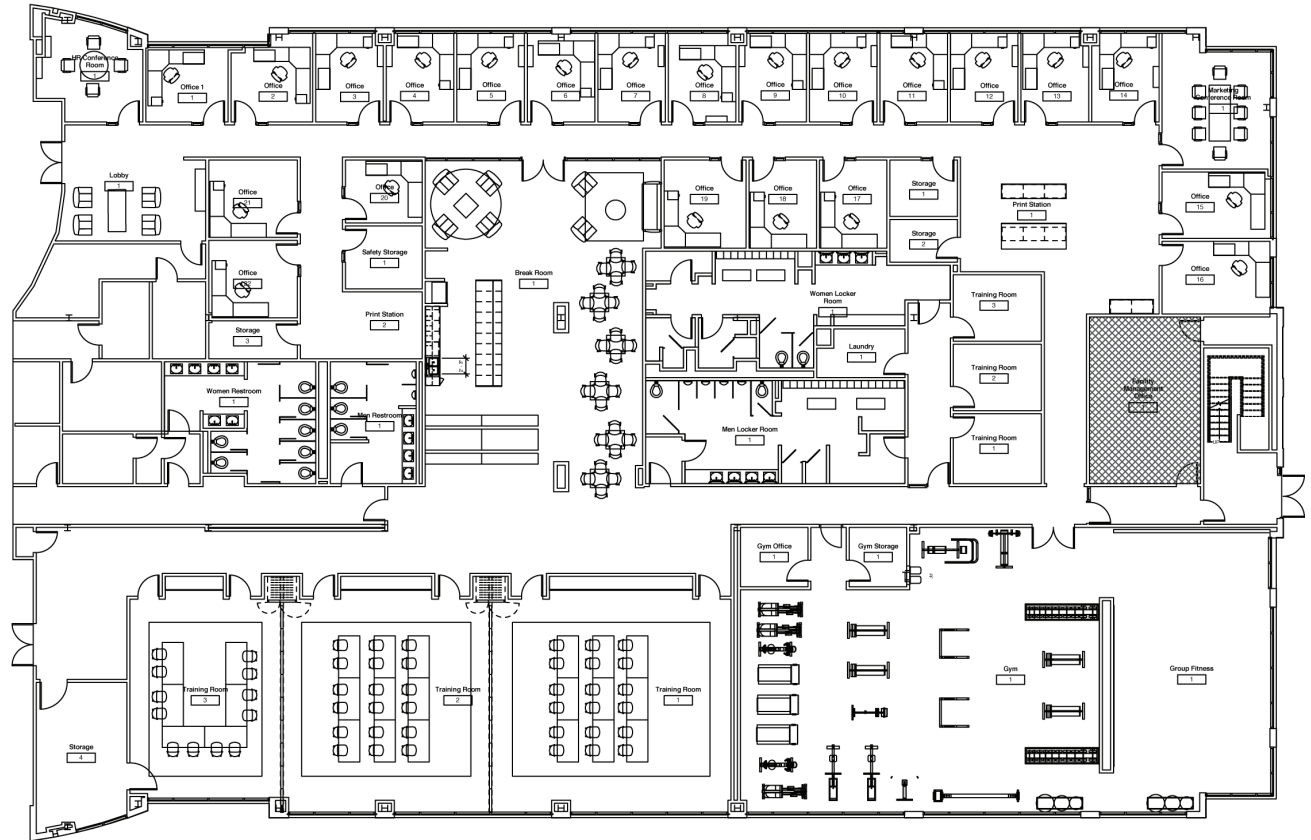 HR Conference
Room
1
Office 1
1
Office
2
Office
3
Office
4
Office
5
Office
6
Office
7
Office
8
Office
9
Office
10
Office
11
Office
12
Office
13
Office
14
Marketing
Conference Room
1
Lobby
1
Office
21
Office
20
Office
19
Office
18
Office
17
Storage
1
Print Station
1
Office
15
Storage
2
Safety Storage
1
Office
22
Break Room
1
Office
16
Women Locker
Room
1
Training Room
3
Storage
3
Print Station
2
Laundry
1
Training Room
2
Facility
Management
Office
Women Restroom
1
Men Restroom
1
Men Locker Room
1
Training Room
1
Gym Office
1
Gym Storage
1
Training Room
3
Training Room
2
Training Room
1
Gym
1
Group Fitness
1
Storage
4